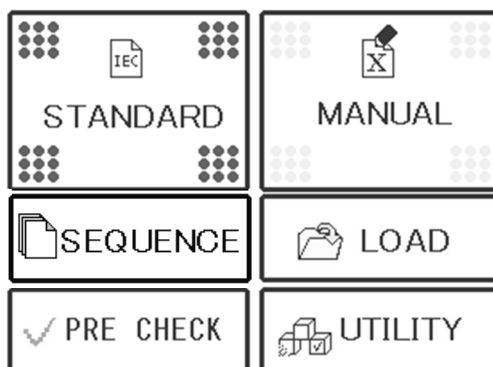 IEC
X
STANDARD
MANUAL
SEQUENCE
LOAD
PRE CHECK
UTILITY